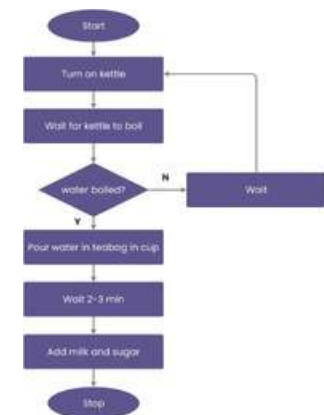 Start
Turn on kettle
Wait for kettle to boil
water boiled?
N
Wait
Y
Pour water in teabag in cup
Wait 2-3 min
Add milk and sugar
Stop